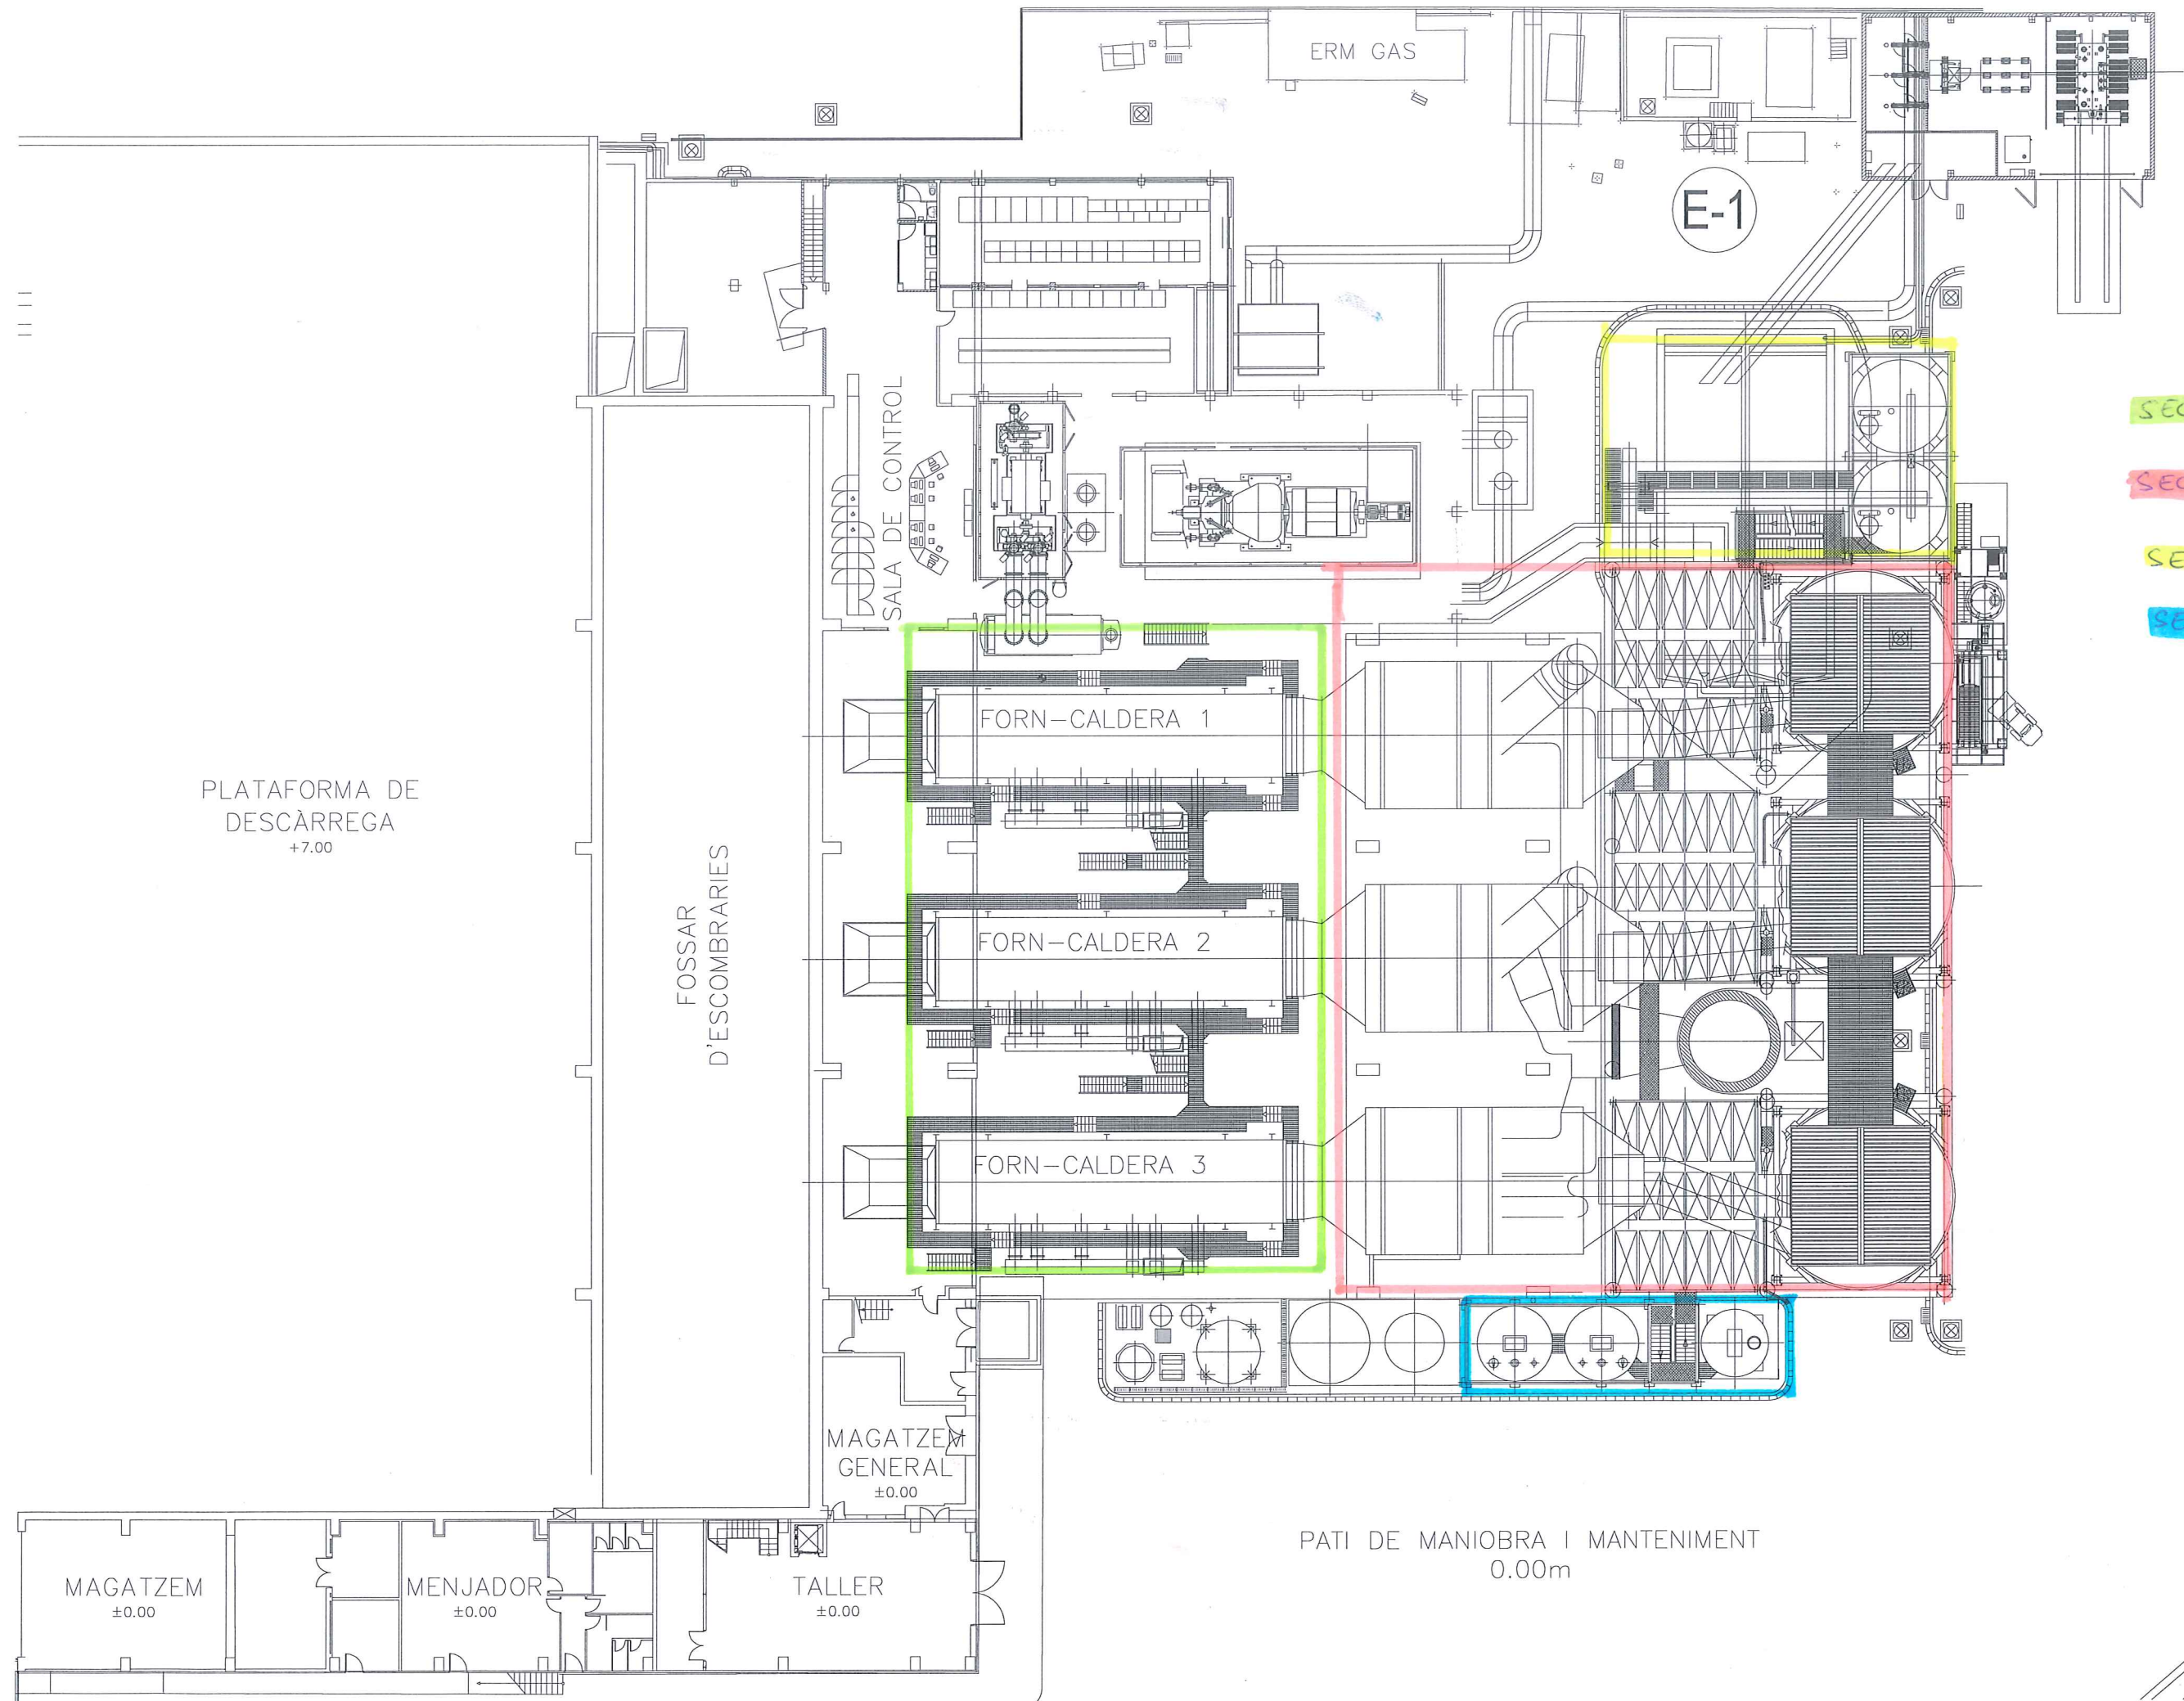 ERM GAS
E-1
SALA DE CONTROL
FORN-CALDERA 1
PLATAFORMA DE
DESCÀRREGA
+7.00
FOSSAR
D'ESCOMBRARIES
FORN-CALDERA 2
FORN-CALDERA 3
MAGATZEM
GENERAL
±0.00
PATI DE MANIOBRA I MANTENIMENT
0.00m
MAGATZEM
±0.00
MENJADOR
±0.00
TALLER
±0.00